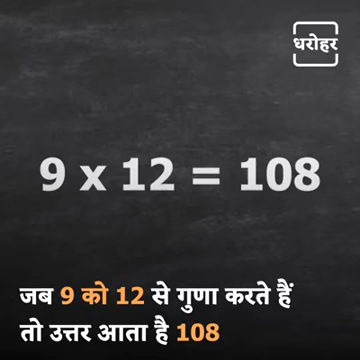 धरोहर
9 x 12 = 108
जब 9 को 12 से गुणा करते हैं
तो उत्तर आता है 108